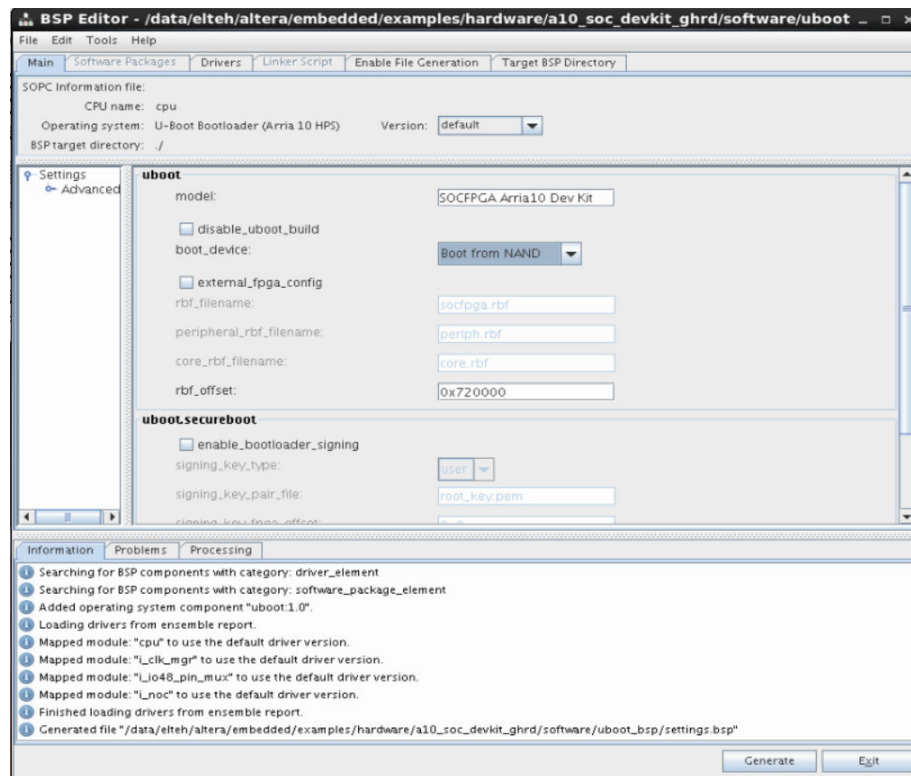 BSP Editor - /data/elteh/altera/embedded/examples/hardware/a10_soc_devkit_ghrd/software/uboot
File Edit Tools Help
Main Software Packages Drivers Linker Script Enable File Generation Target BSP Directory
SOPC Information file:
CPU name: cpu
Operating system: U-Boot Bootloader (Arria 10 HPS) Version: default
BSP target directory: ./
Settings
Advanced
uboot
model: SOCFPGA Arria10 Dev Kit
disable_uboot_build
boot_device: Boot from NAND
external_fpga_config
rbf_filename: socfpga.rbf
peripheral_rbf_filename: periph.rbf
core_rbf_filename: core.rbf
rbf_offset: 0x720000
uboot.secureboot
enable_bootloader_signing
signing_key_type: user
signing_key_pair_file: root_key.pem
signing_key_fpga_offset:
Information Problems Processing
Searching for BSP components with category: driver_element
Searching for BSP components with category: software_package_element
Added operating system component "uboot:1.0".
Loading drivers from ensemble report.
Mapped module: "cpu" to use the default driver version.
Mapped module: "i_clk_mgr" to use the default driver version.
Mapped module: "i_io48_pin_mux" to use the default driver version.
Mapped module: "i_noc" to use the default driver version.
Finished loading drivers from ensemble report.
Generated file "/data/elteh/altera/embedded/examples/hardware/a10_soc_devkit_ghrd/software/uboot_bsp/settings.bsp"
Generate Exit